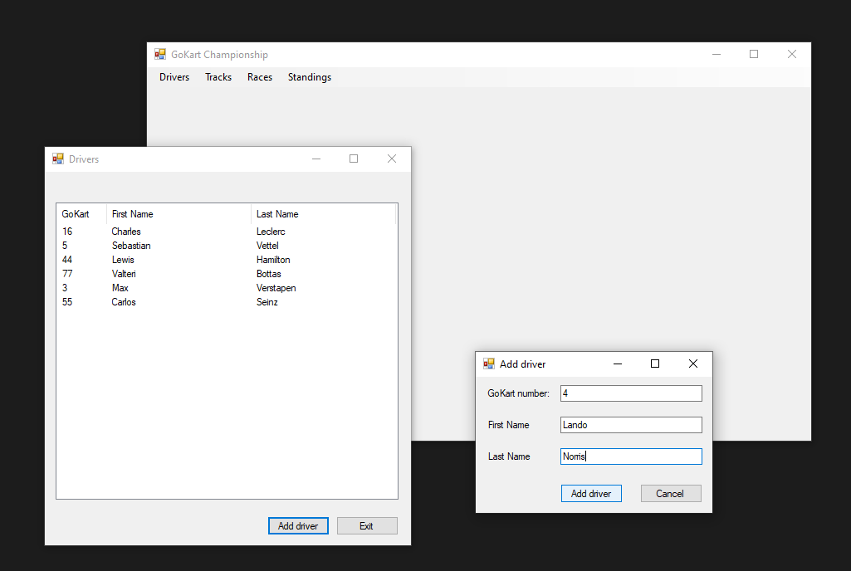 GoKart Championship
Drivers Tracks Races Standings
Drivers
GoKart First Name Last Name
16 Charles Leclerc
5 Sebastian Vettel
44 Lewis Hamilton
77 Valteri Bottas
3 Max Verstapen
55 Carlos Seinz
Add driver Exit
Add driver
GoKart number: 4
First Name Lando
Last Name Norris
Add driver Cancel